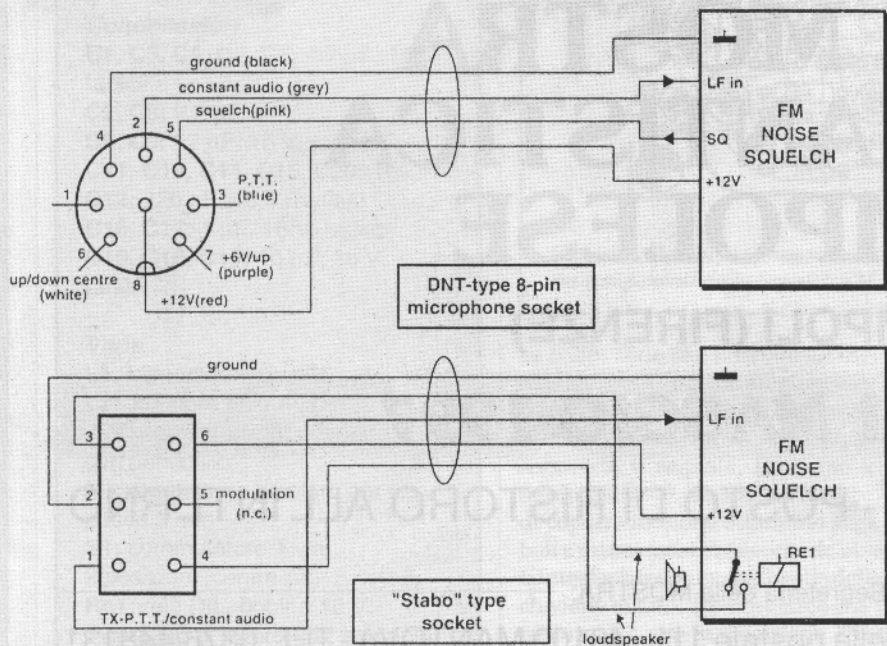 ground (black)
constant audio (grey)
squelch(pink)
4
2
5
1
P.T.T.
(blue)
3
6
7
+6V/up
(purple)
up/down centre
(white)
8
+12V(red)
DNT-type 8-pin
microphone socket
LF in
SQ
+12V
FM
NOISE
SQUELCH
ground
3
6
2
5 modulation
(n.c.)
1
4
TX-P.T.T./constant audio
"Stabo" type
socket
LF in
FM
NOISE
SQUELCH
+12V
RE1
loudspeaker